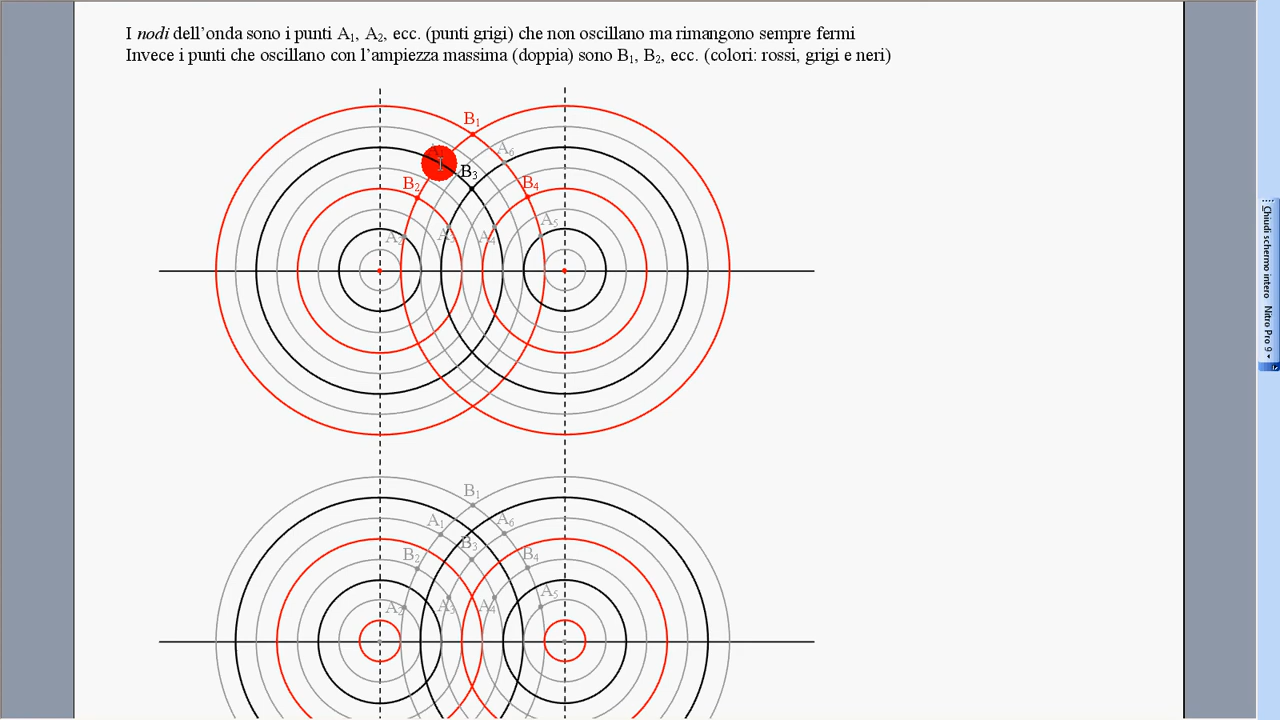 I nodi dell'onda sono i punti A₁, A₂, ecc. (punti grigi) che non oscillano ma rimangono sempre fermi
Invece i punti che oscillano con l'ampiezza massima (doppia) sono B₁, B₂, ecc. (colori: rossi, grigi e neri)
B₁
A₆
B₃
B₂
B₄
A₅
A₂
A₃
A₄
B₁
A₁
A₆
B₃
B₂
B₄
A₅
A₂
A₃
A₄
Chiudi schermo intero
Nitro Pro 9